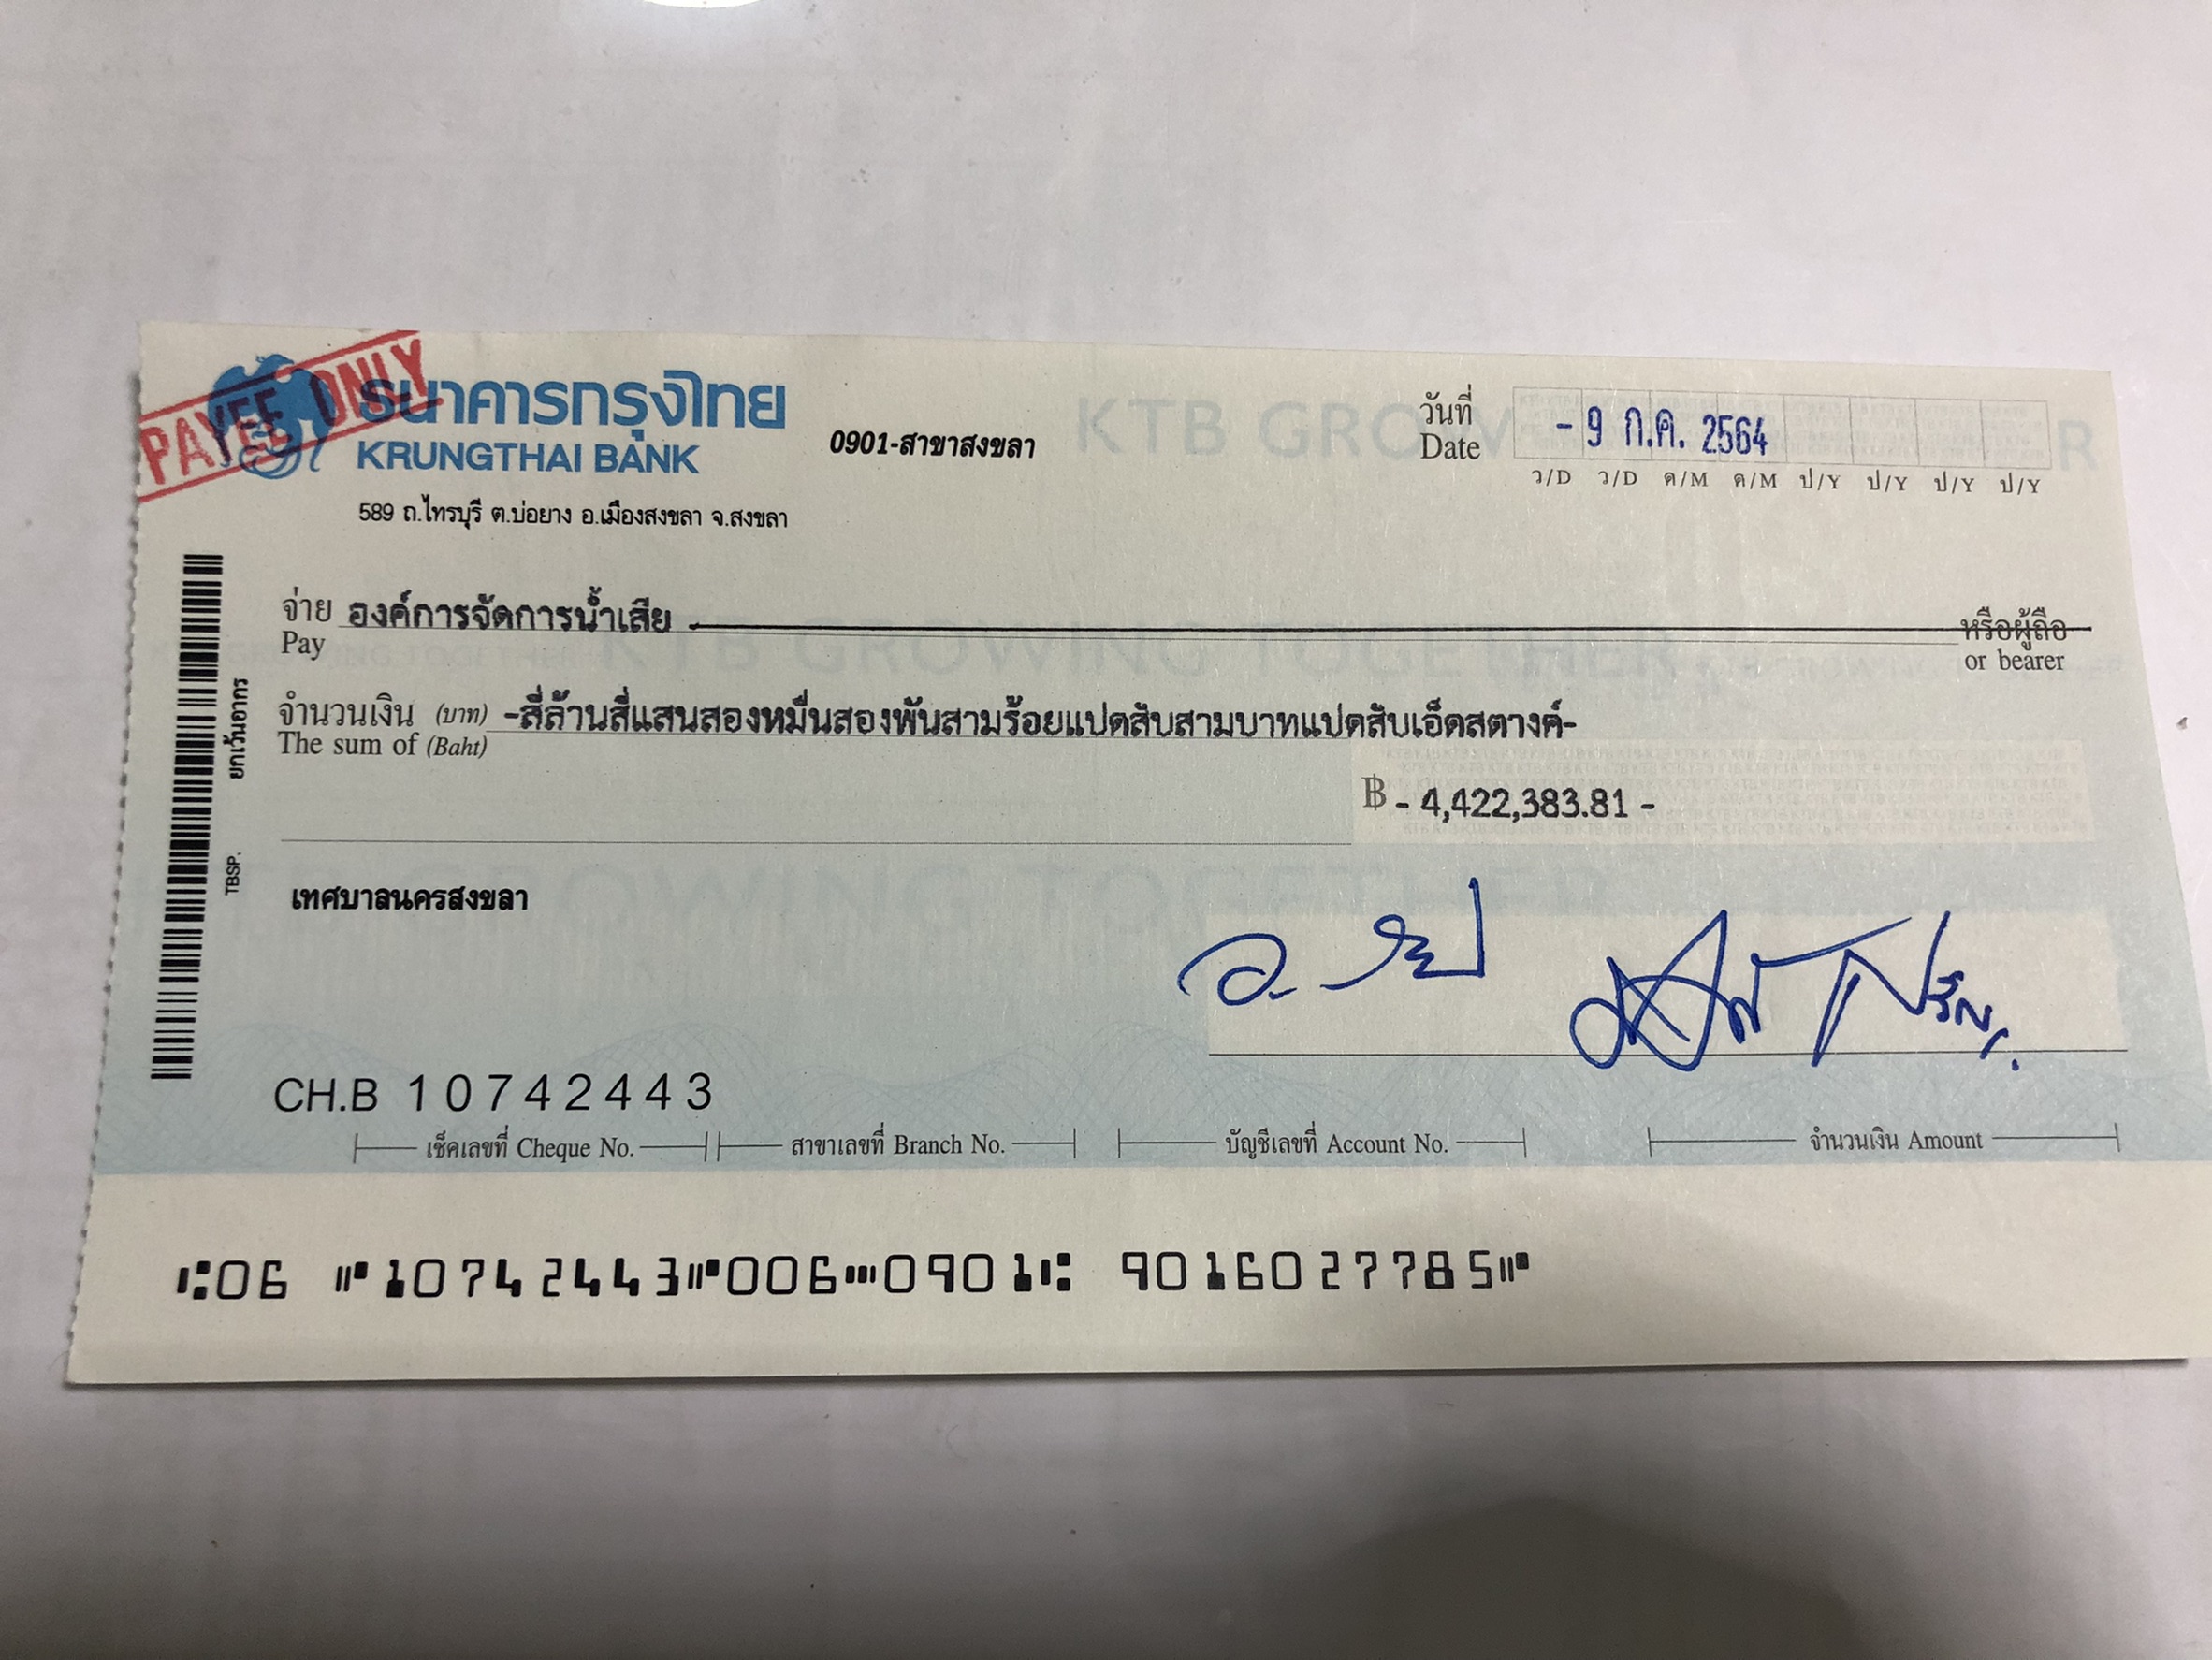 PAYEE ONLY
ธนาคารกรุงไทย
KRUNGTHAI BANK
0901-สาขาสงขลา
589 ถ.ไทรบุรี ต.บ่อยาง อ.เมืองสงขลา จ.สงขลา
วันที่ - 9 ก.ค. 2564
Date
ว/D ว/D ด/M ด/M ป/Y ป/Y ป/Y ป/Y
KTB GROWING TOGETHER
จ่าย องค์การจัดการน้ำเสีย หรือผู้ถือ
Pay or bearer
จำนวนเงิน (บาท) -สี่ล้านสี่แสนสองหมื่นสองพันสามร้อยแปดสิบสามบาทแปดสิบเอ็ดสตางค์-
The sum of (Baht)
฿ - 4,422,383.81 -
ยกเว้นอากร
TBSP.
เทศบาลนครสงขลา
CH.B 10742443
เช็คเลขที่ Cheque No. สาขาเลขที่ Branch No. บัญชีเลขที่ Account No. จำนวนเงิน Amount
⑆06 ⑈10742443⑈006⑉0901⑆ 9016027785⑈